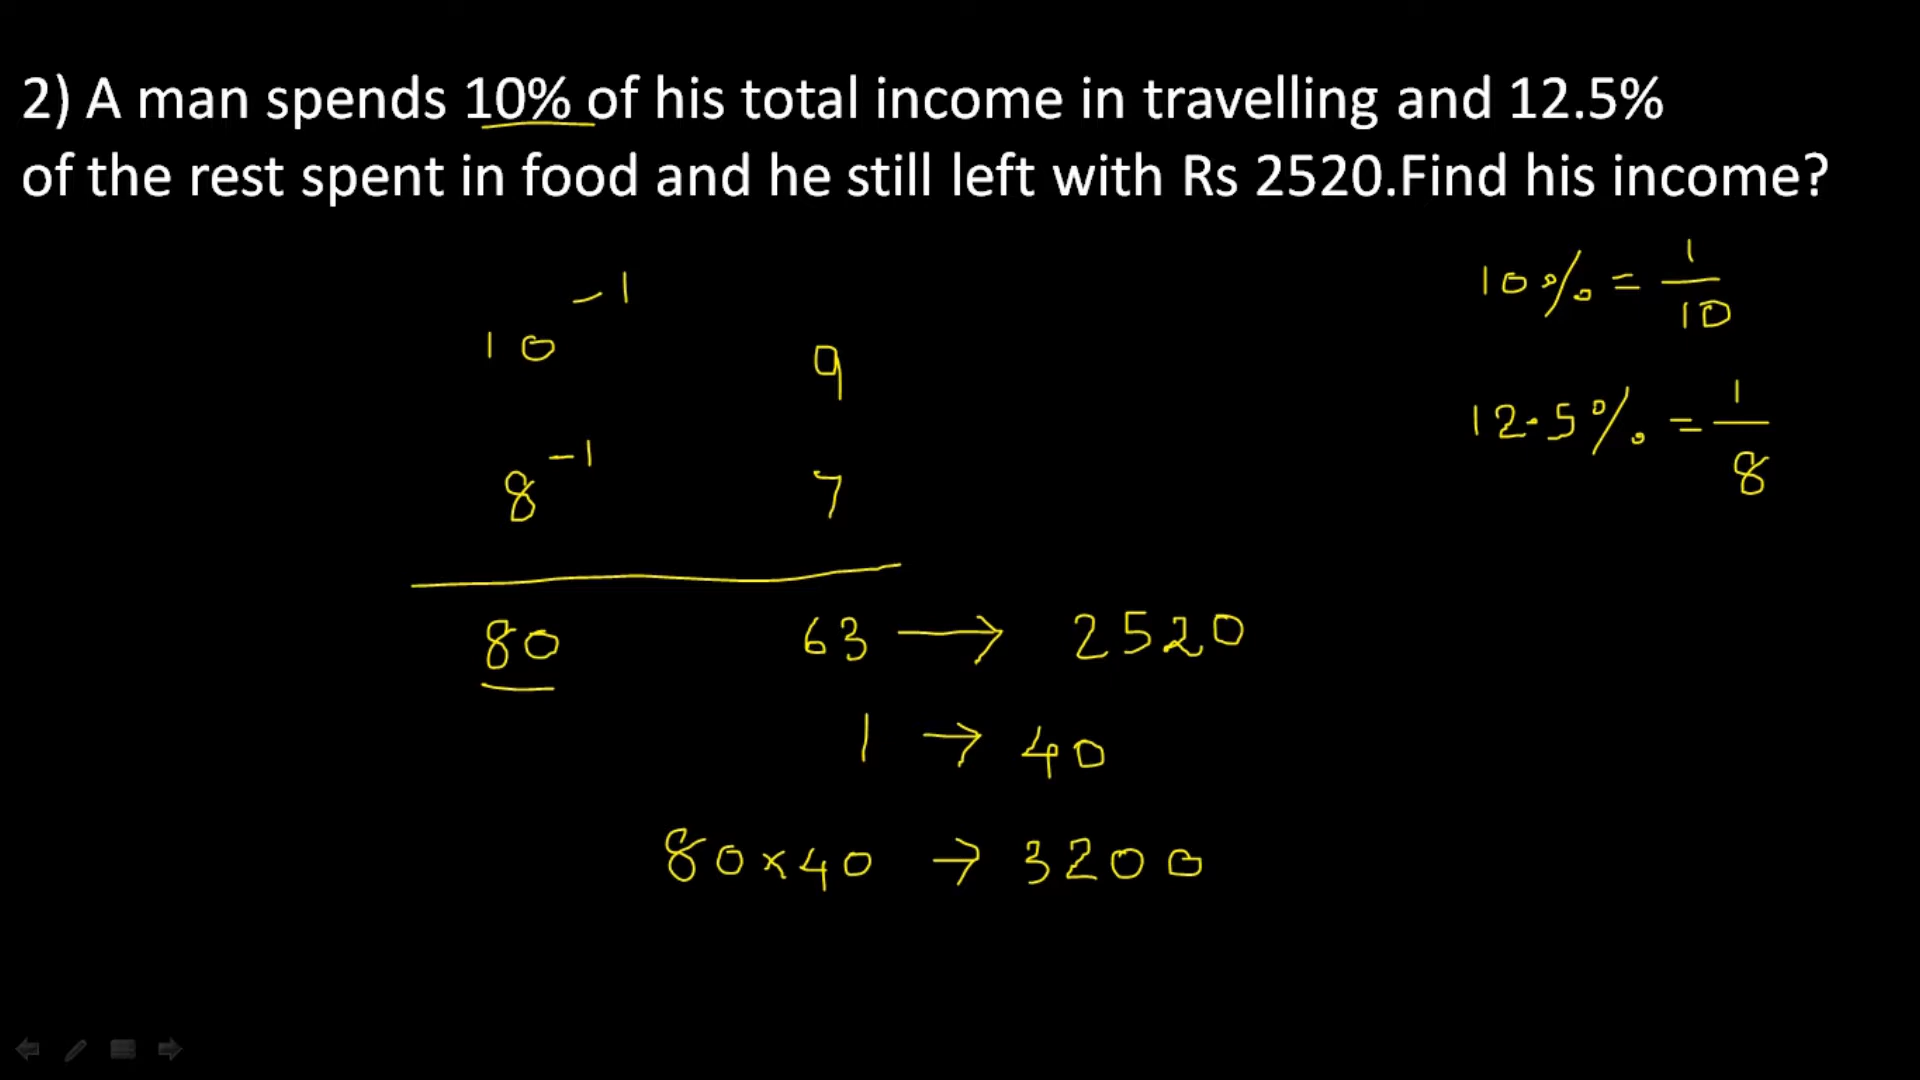 2) A man spends 10% of his total income in travelling and 12.5%
of the rest spent in food and he still left with Rs 2520.Find his income?
10% = 1/10
12.5% = 1/8
10 -1 9
8 -1 7
80 63 → 2520
1 → 40
80 × 40 → 3200